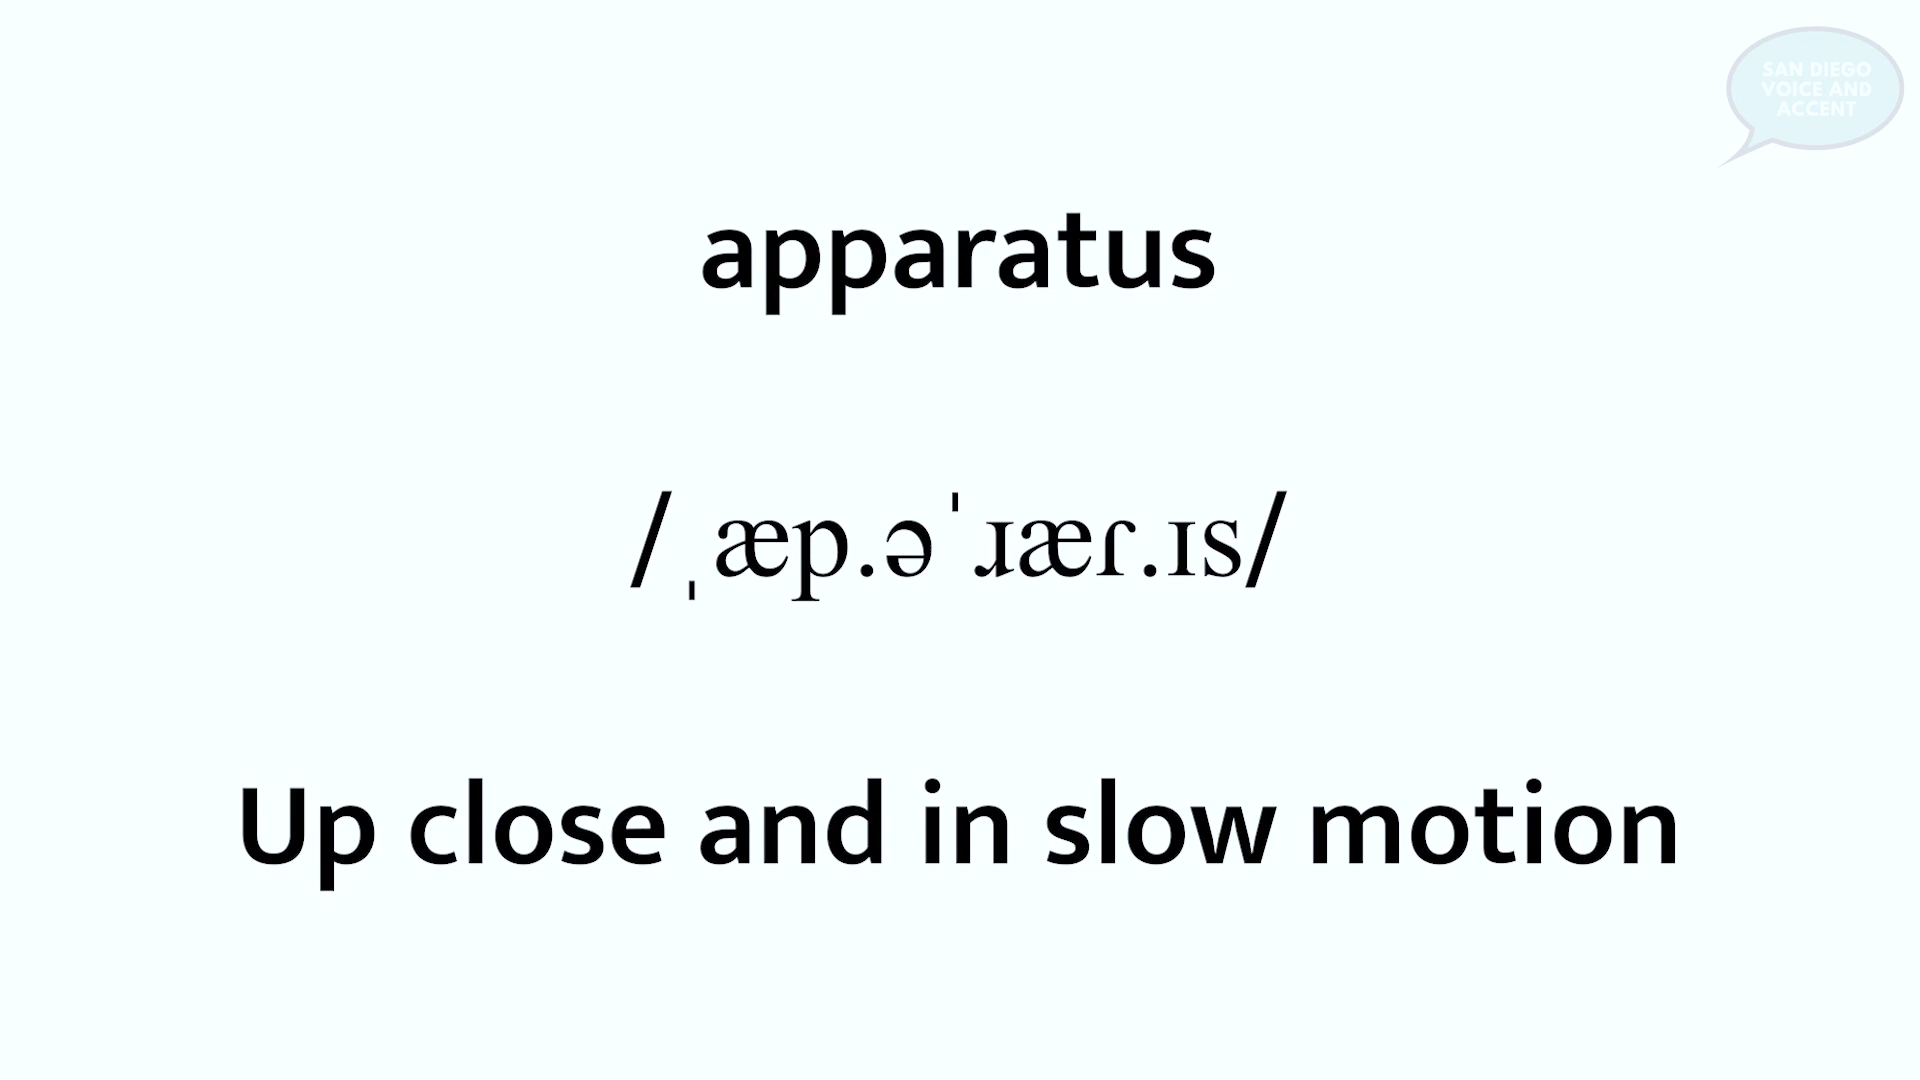 SAN DIEGO
VOICE AND
ACCENT
apparatus
/ˌæp.əˈɹæɾ.ɪs/
Up close and in slow motion